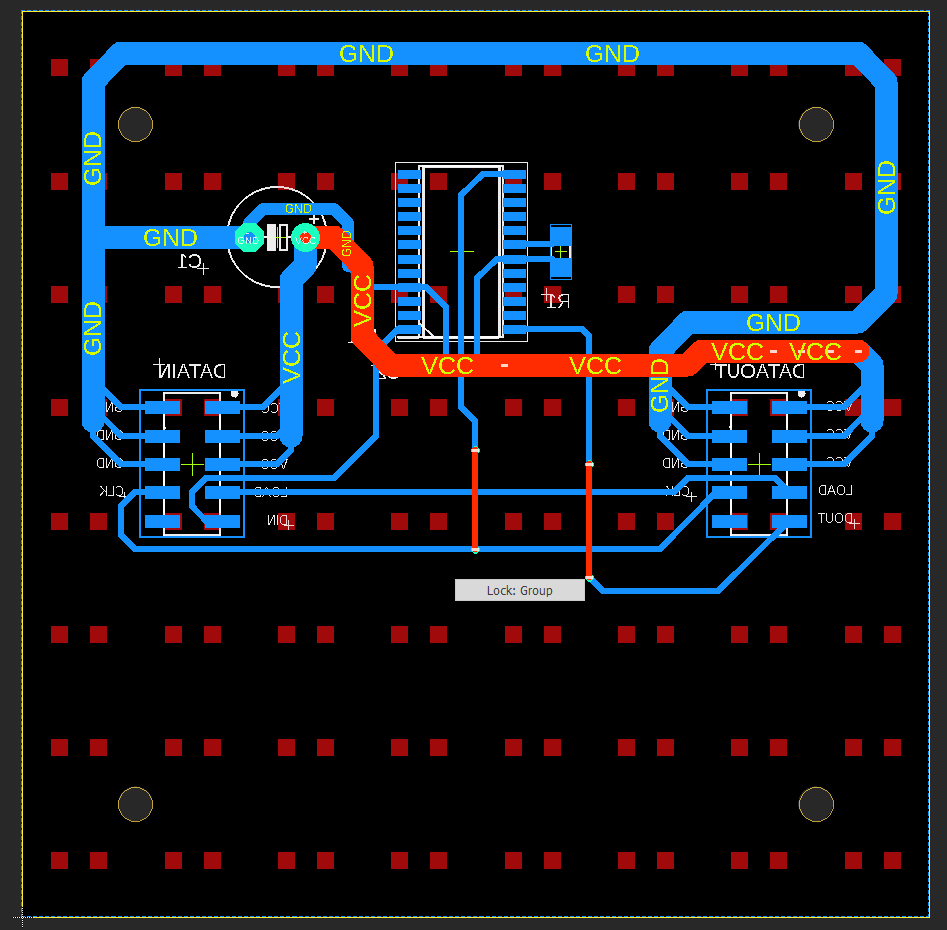 GND
GND
GND
GND
GND
GND
GND
VCC
GND
C1
GND
VCC
R1
GND
VCC
GND
VCC
VCC
VCC
VCC
GND
DATAIN
DATAOUT
VCC
VCC
GND
VCC
GND
VCC
GND
VCC
GND
VCC
CLK
LOAD
CLK
LOAD
DIN
DOUT
Lock: Group